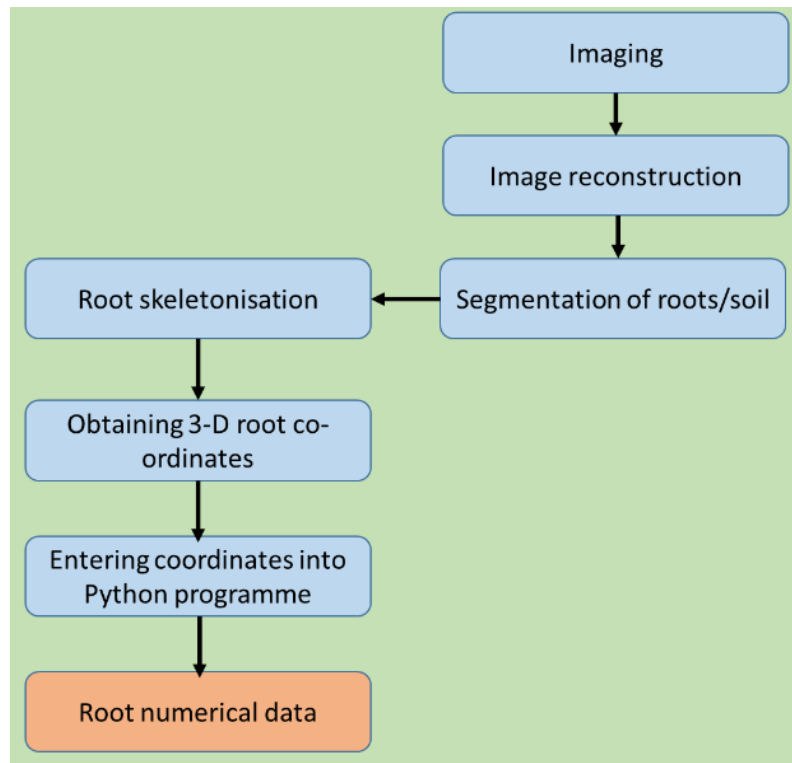 Imaging
Image reconstruction
Segmentation of roots/soil
Root skeletonisation
Obtaining 3-D root co-
ordinates
Entering coordinates into
Python programme
Root numerical data